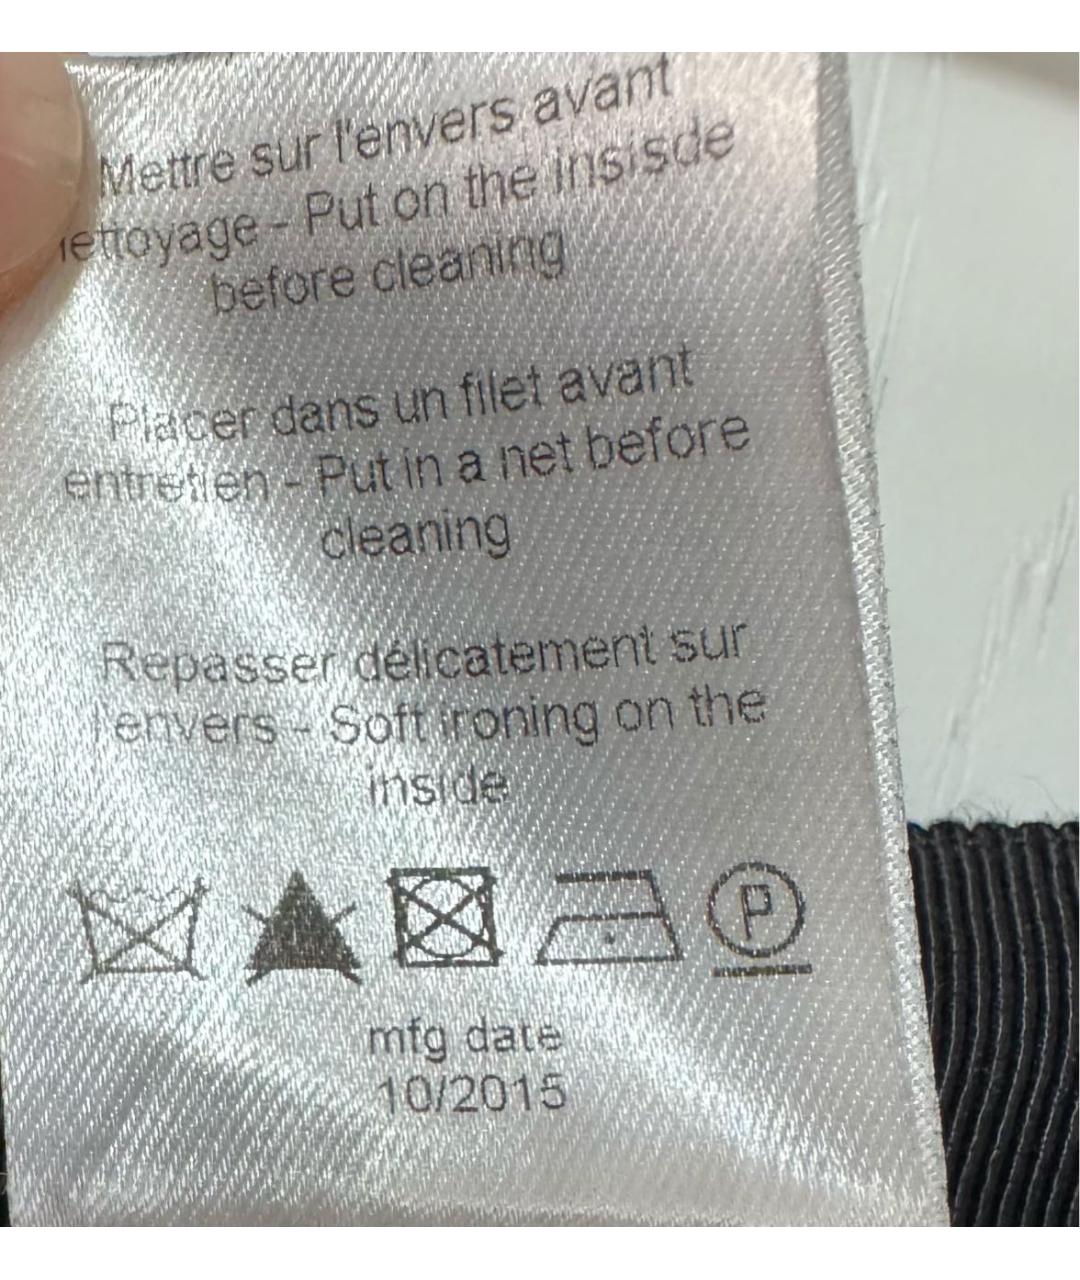 Mettre sur l'envers avant
nettoyage - Put on the insisde
before cleaning
Placer dans un filet avant
entretien - Put in a net before
cleaning
Repasser délicatement sur
l'envers - Soft ironing on the
inside
P
mfg date
10/2015